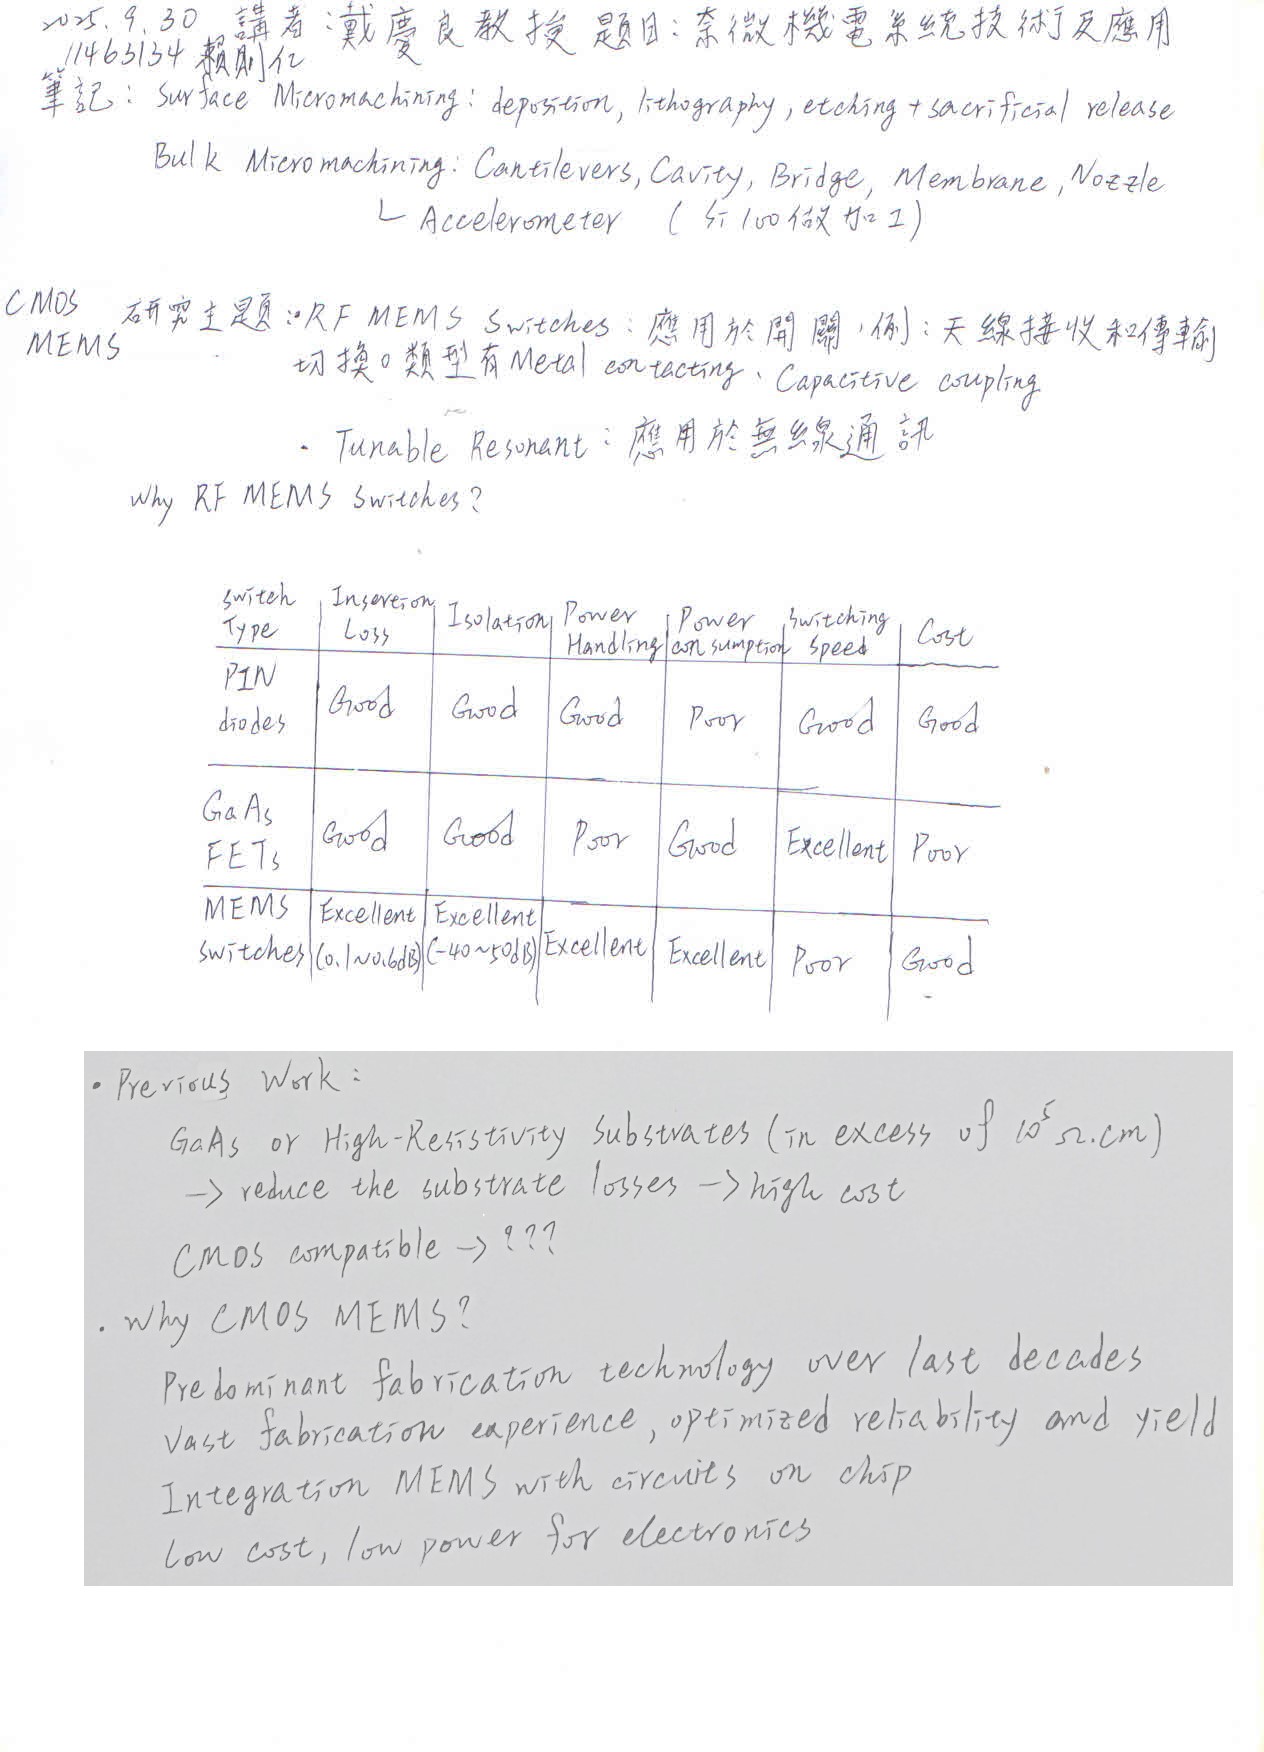 2025.9.30 講者:戴慶良教授 題目:奈微機電系統技術及應用
11463134 賴則仁
筆記: Surface Micromachining: deposition, lithography, etching + sacrificial release
Bulk Micromachining: Cantilevers, Cavity, Bridge, Membrane, Nozzle
└ Accelerometer (行100微加工)
CMOS MEMS
研究主題:•RF MEMS Switches: 應用於開關,例:天線接收和傳輸
切換。類型有Metal contacting、Capacitive coupling
• Tunable Resonant: 應用於無線通訊
Why RF MEMS Switches?
Switch Type | Insertion Loss | Isolation | Power Handling | Power consumption | Switching Speed | Cost
PIN diodes | Good | Good | Good | Poor | Good | Good
GaAs FETs | Good | Good | Poor | Good | Excellent | Poor
MEMS switches | Excellent (0.1~0.6dB) | Excellent (-40~50dB) | Excellent | Excellent | Poor | Good
• Previous Work:
GaAs or High-Resistivity Substrates (in excess of 10⁵ Ω.cm)
→ reduce the substrate losses → high cost
CMOS compatible → ???
• Why CMOS MEMS?
Predominant fabrication technology over last decades
Vast fabrication experience, optimized reliability and yield
Integration MEMS with circuits on chip
Low cost, low power for electronics